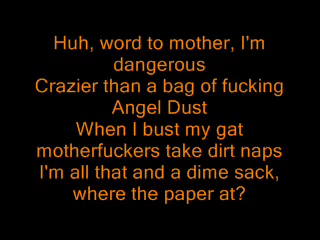 Huh, word to mother, I'm
dangerous
Crazier than a bag of fucking
Angel Dust
When I bust my gat
motherfuckers take dirt naps
I'm all that and a dime sack,
where the paper at?